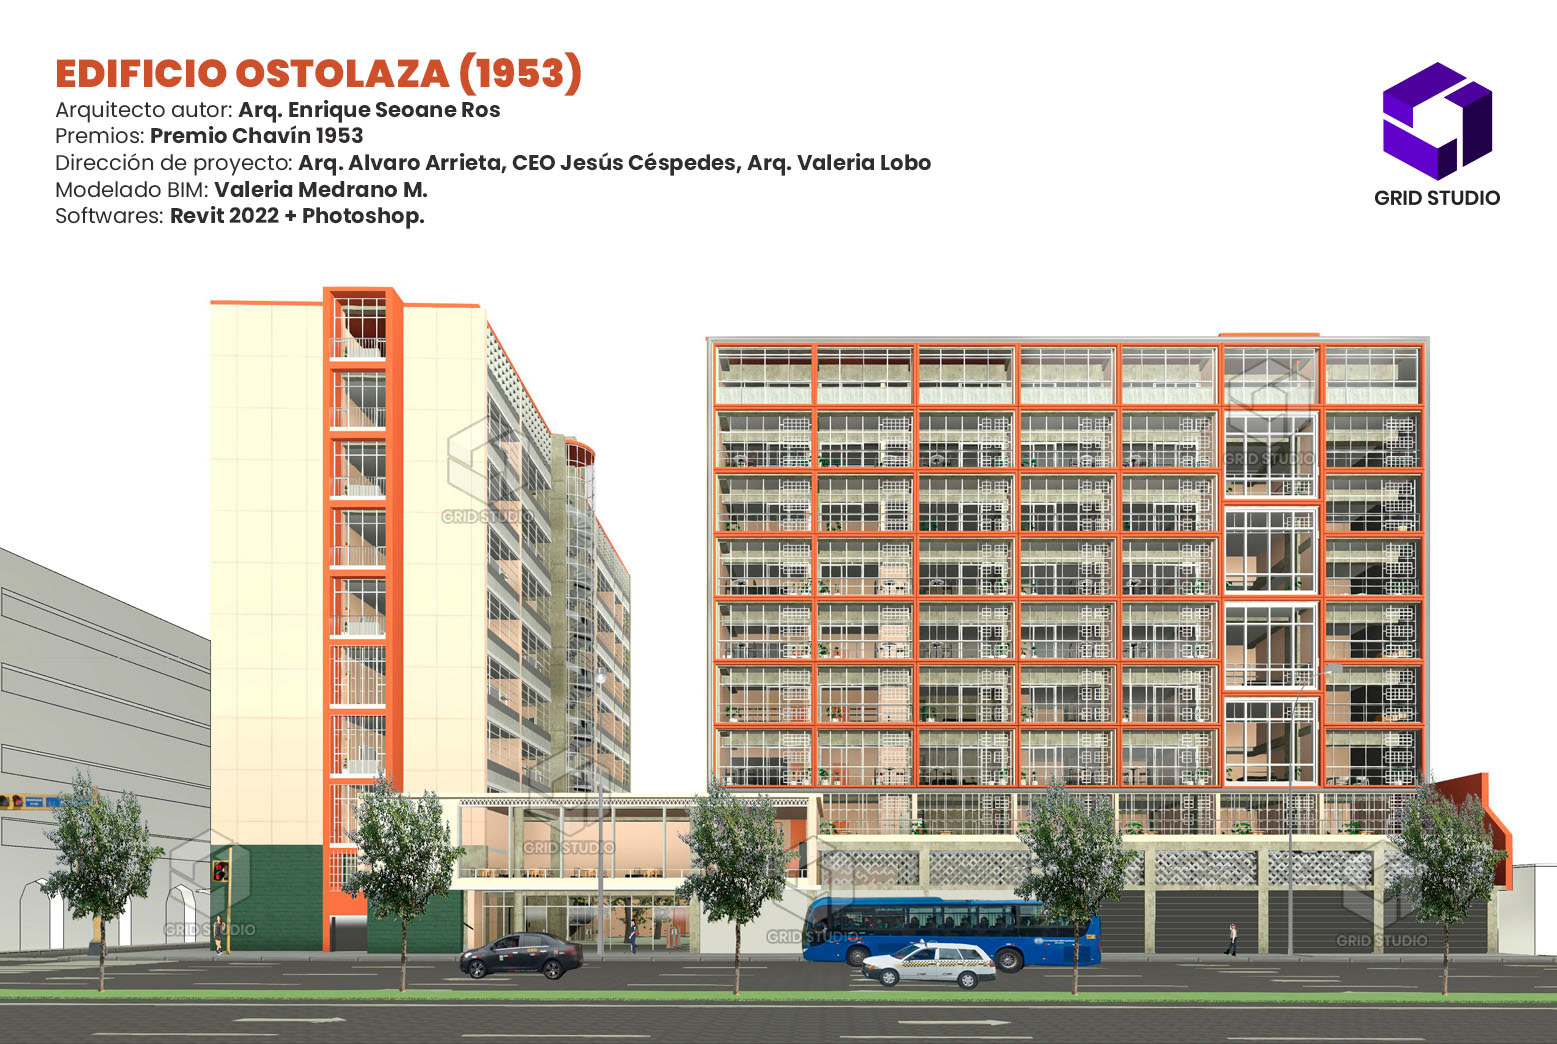 EDIFICIO OSTOLAZA (1953)
Arquitecto autor: Arq. Enrique Seoane Ros
Premios: Premio Chavín 1953
Dirección de proyecto: Arq. Alvaro Arrieta, CEO Jesús Céspedes, Arq. Valeria Lobo
Modelado BIM: Valeria Medrano M.
Softwares: Revit 2022 + Photoshop.
GRID STUDIO
GRID STUDIO
GRID STUDIO
GRID STUDIO
GRID STUDIO
GRID STUDIO
GRID STUDIO